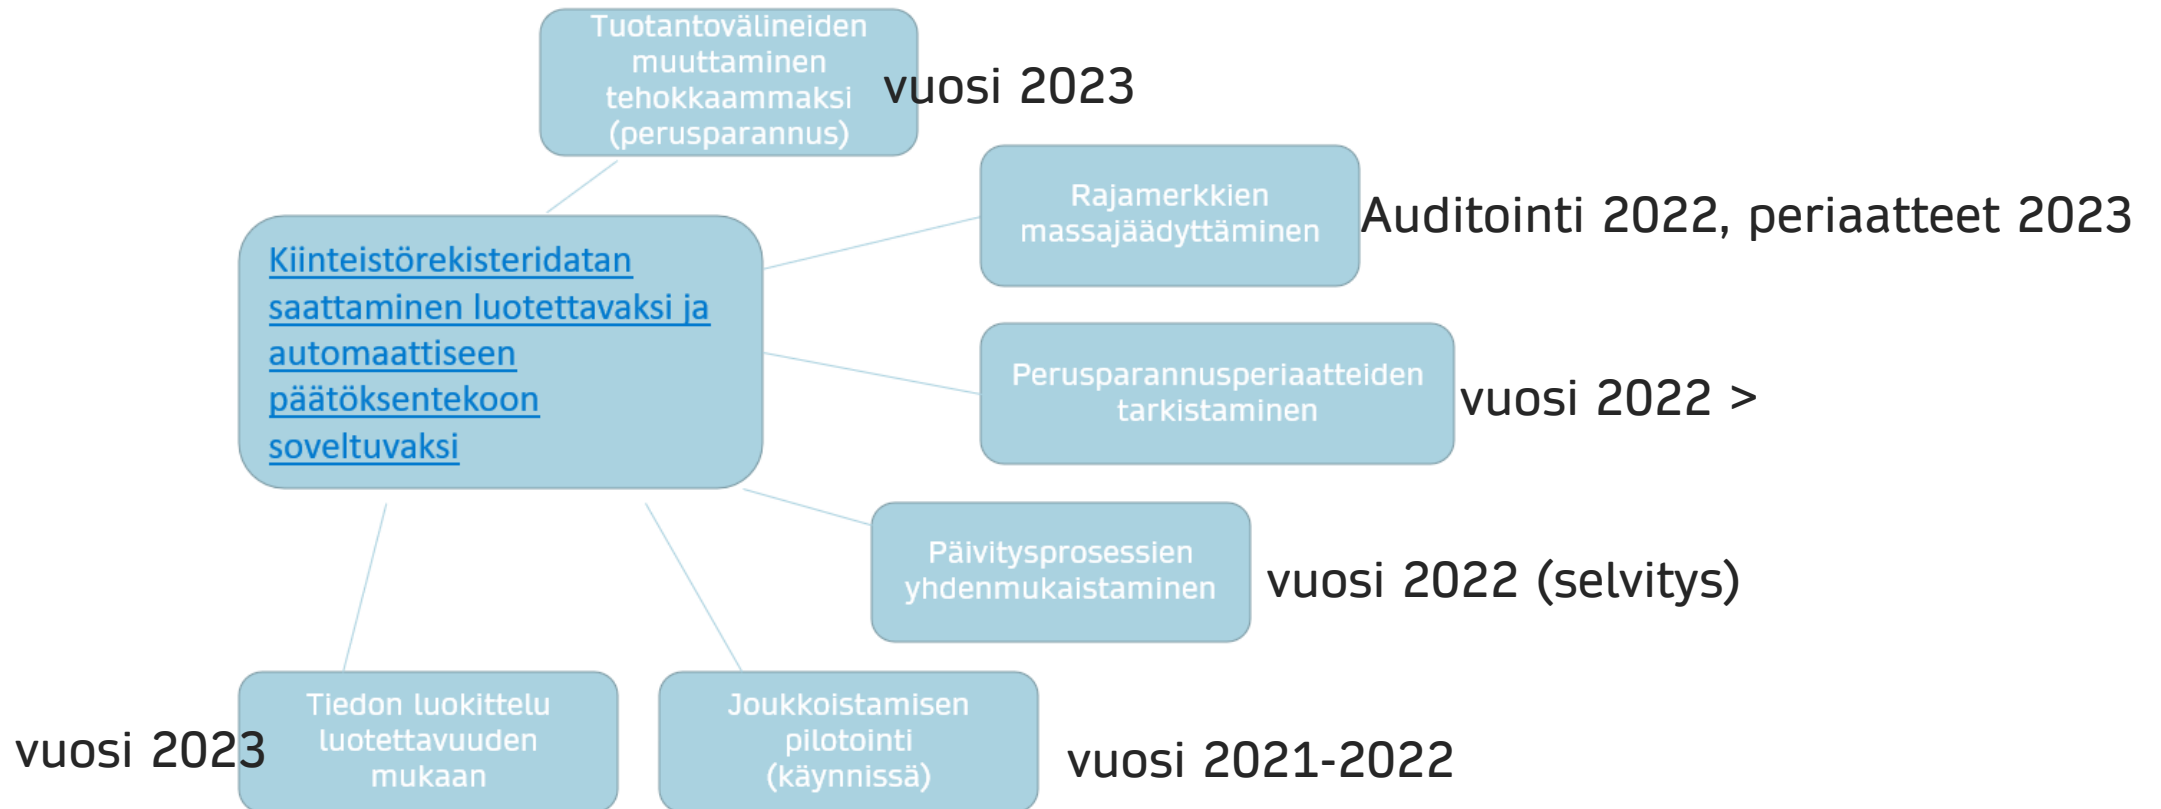 Tuotantovälineiden
muuttaminen
tehokkaammaksi
(perusparannus)
vuosi 2023
Rajamerkkien
massajäädyttäminen
Auditointi 2022, periaatteet 2023
Kiinteistörekisteridatan
saattaminen luotettavaksi ja
automaattiseen
päätöksentekoon
soveltuvaksi
Perusparannusperiaatteiden
tarkistaminen
vuosi 2022 >
Päivitysprosessien
yhdenmukaistaminen
vuosi 2022 (selvitys)
vuosi 2023
Tiedon luokittelu
luotettavuuden
mukaan
Joukkoistamisen
pilotointi
(käynnissä)
vuosi 2021-2022